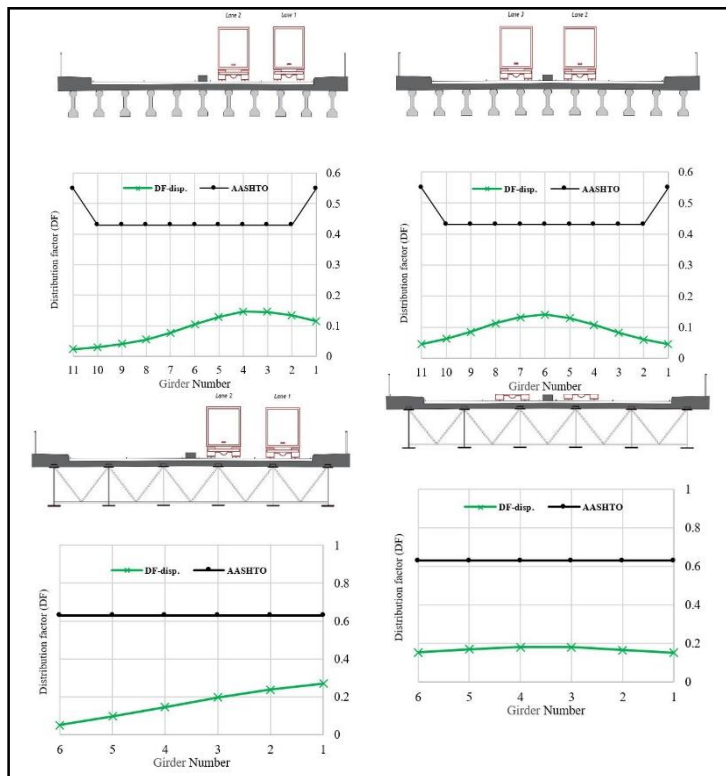 Lane 2 Lane 1
DF-disp. AASHTO
Distribution factor (DF)
0.6
0.5
0.4
0.3
0.2
0.1
0
11 10 9 8 7 6 5 4 3 2 1
Girder Number
Lane 3 Lane 2
DF-disp. AASHTO
Distribution factor (DF)
0.6
0.5
0.4
0.3
0.2
0.1
0
11 10 9 8 7 6 5 4 3 2 1
Girder Number
Lane 2 Lane 1
DF-disp. AASHTO
Distribution factor (DF)
1
0.8
0.6
0.4
0.2
0
6 5 4 3 2 1
Girder Number
DF-disp. AASHTO
Distribution factor (DF)
1
0.8
0.6
0.4
0.2
0
6 5 4 3 2 1
Girder Number